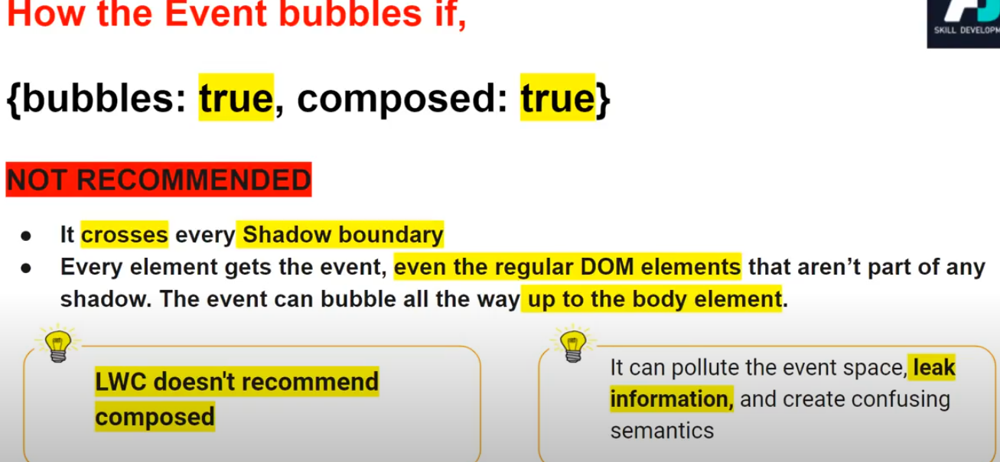 How the Event bubbles if,
SKILL DEVELOPM
{bubbles: true, composed: true}
NOT RECOMMENDED
● It crosses every Shadow boundary
● Every element gets the event, even the regular DOM elements that aren’t part of any
shadow. The event can bubble all the way up to the body element.
LWC doesn't recommend
composed
It can pollute the event space, leak
information, and create confusing
semantics